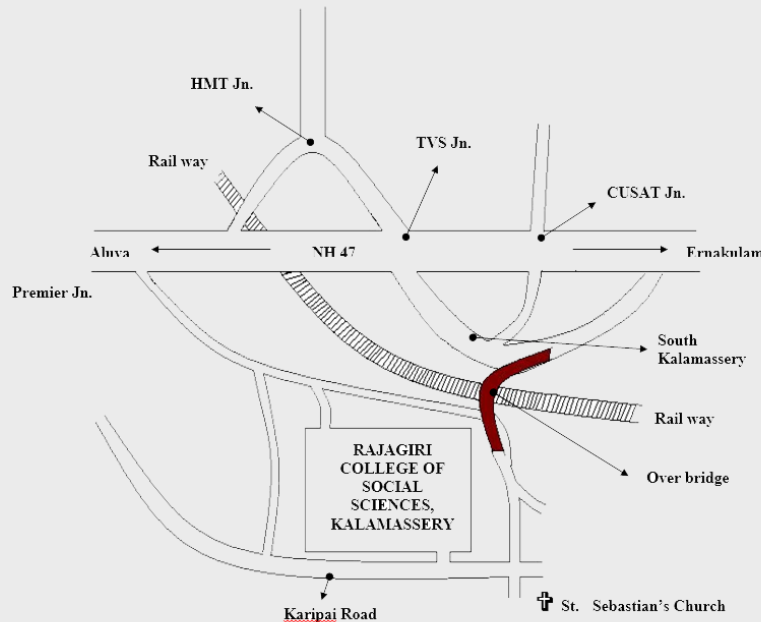 HMT Jn.
TVS Jn.
Rail way
CUSAT Jn.
Aluva
NH 47
Ernakulam
Premier Jn.
South
Kalamassery
Rail way
RAJAGIRI
COLLEGE OF
SOCIAL
SCIENCES,
KALAMASSERY
Over bridge
Karipai Road
St. Sebastian's Church